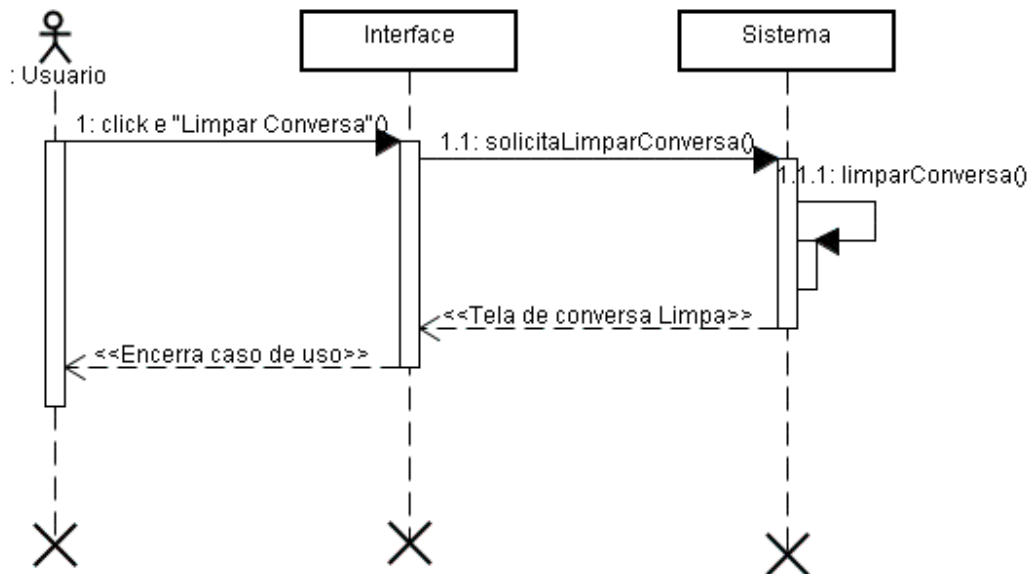 Interface
Sistema
: Usuario
1: click e "Limpar Conversa"()
1.1: solicitaLimparConversa()
1.1.1: limparConversa()
<<Tela de conversa Limpa>>
<<Encerra caso de uso>>